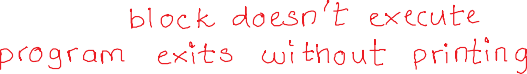 block doesn't execute
program exits without printing